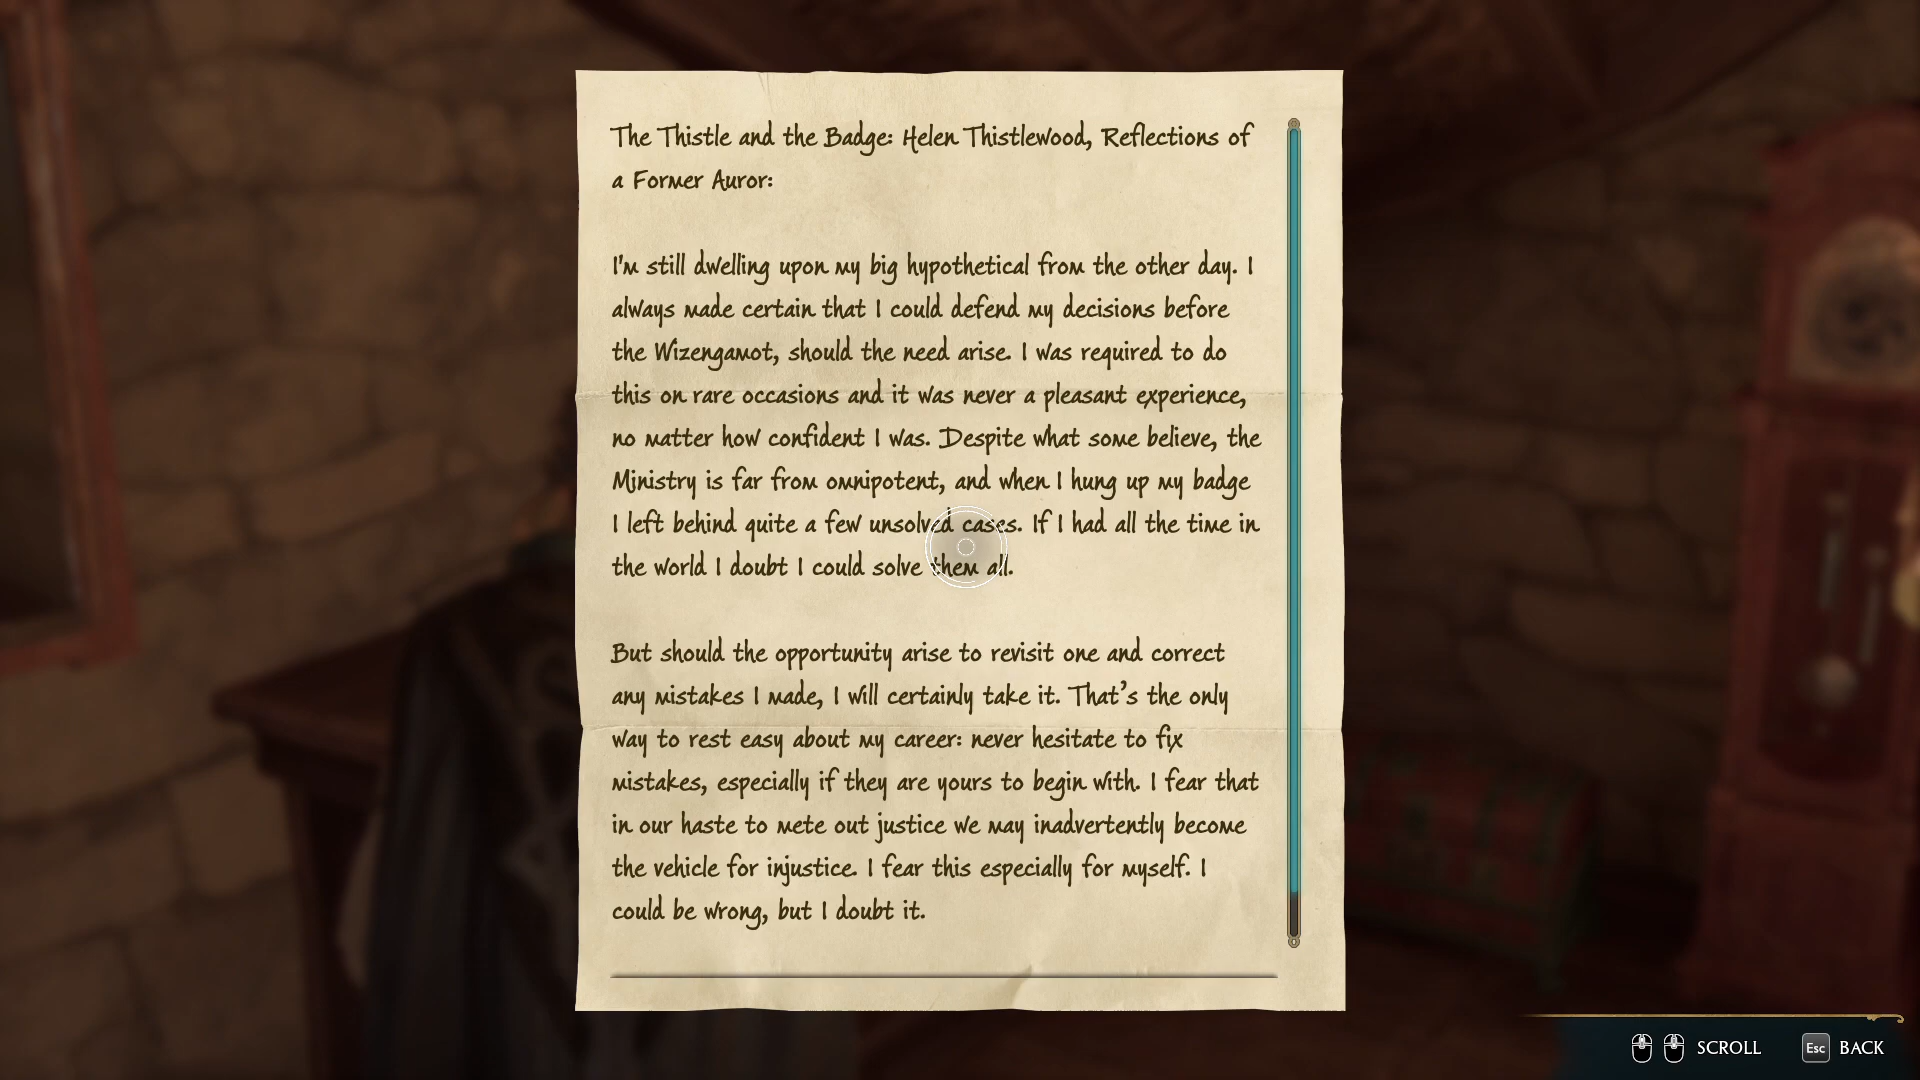 The Thistle and the Badge: Helen Thistlewood, Reflections of
a Former Auror:
I'm still dwelling upon my big hypothetical from the other day. I
always made certain that I could defend my decisions before
the Wizengamot, should the need arise. I was required to do
this on rare occasions and it was never a pleasant experience,
no matter how confident I was. Despite what some believe, the
Ministry is far from omnipotent, and when I hung up my badge
I left behind quite a few unsolved cases. If I had all the time in
the world I doubt I could solve them all.
But should the opportunity arise to revisit one and correct
any mistakes I made, I will certainly take it. That’s the only
way to rest easy about my career: never hesitate to fix
mistakes, especially if they are yours to begin with. I fear that
in our haste to mete out justice we may inadvertently become
the vehicle for injustice. I fear this especially for myself. I
could be wrong, but I doubt it.
SCROLL
Esc BACK